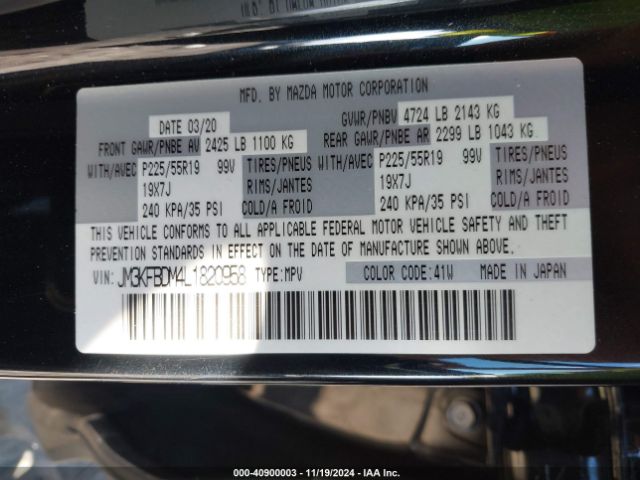 MFD. BY MAZDA MOTOR CORPORATION
DATE 03/20 GVWR/PNBV 4724 LB 2143 KG
FRONT GAWR/PNBE AV 2425 LB 1100 KG REAR GAWR/PNBE AR 2299 LB 1043 KG
WITH/AVEC P225/55R19 99V TIRES/PNEUS WITH/AVEC P225/55R19 99V TIRES/PNEUS
19X7J RIMS/JANTES 19X7J RIMS/JANTES
240 KPA/35 PSI COLD/A FROID 240 KPA/35 PSI COLD/A FROID
THIS VEHICLE CONFORMS TO ALL APPLICABLE FEDERAL MOTOR VEHICLE SAFETY AND THEFT
PREVENTION STANDARDS IN EFFECT ON THE DATE OF MANUFACTURE SHOWN ABOVE.
VIN: JM3KFBDM4L1820958 TYPE:MPV COLOR CODE:41W MADE IN JAPAN
000-40900003 — 11/19/2024 — IAA Inc.